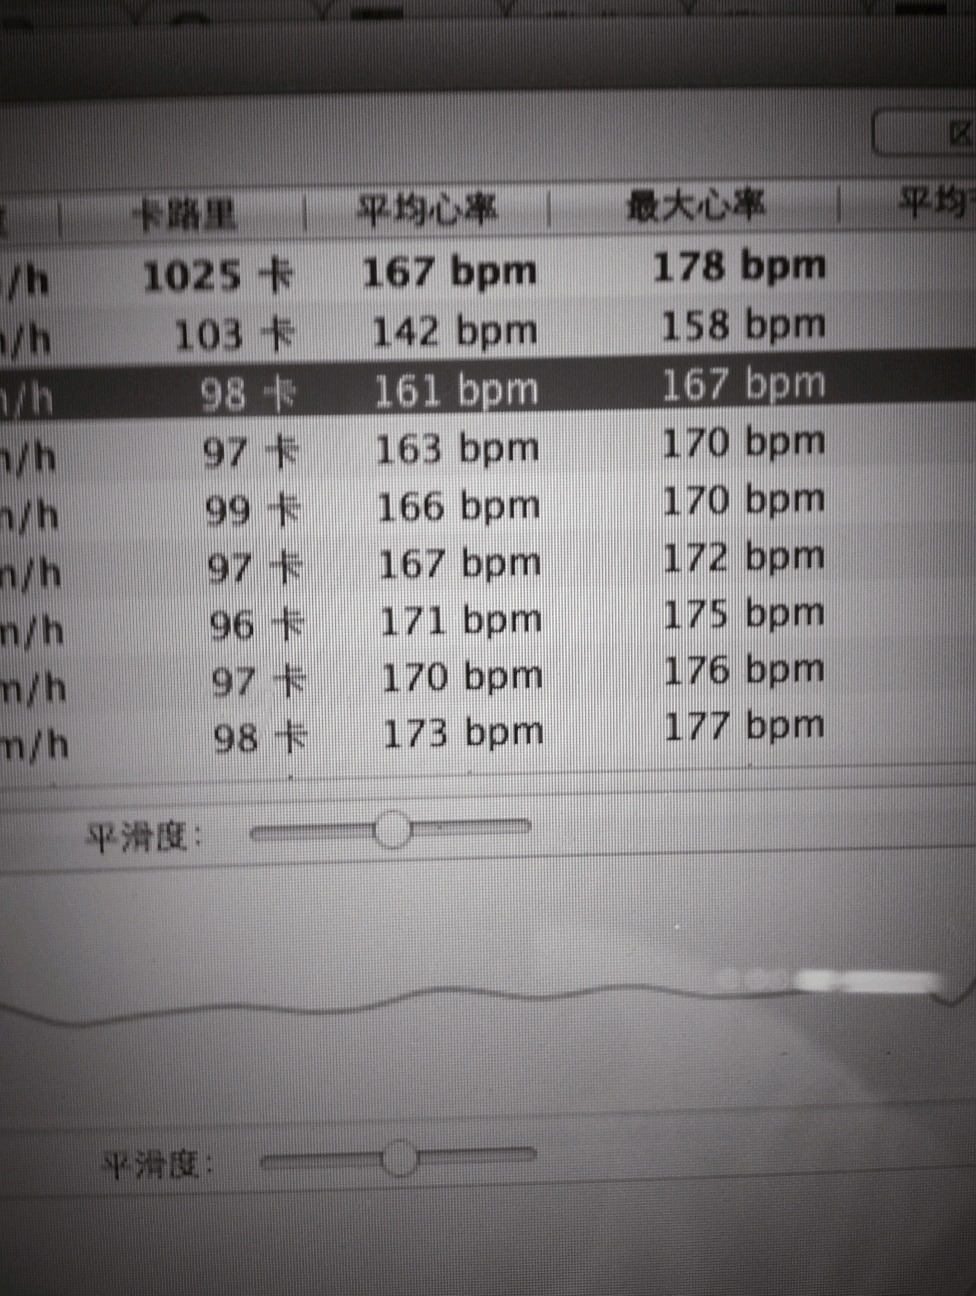 区
卡路里 平均心率 最大心率 平均
/h 1025 卡 167 bpm 178 bpm
/h 103 卡 142 bpm 158 bpm
/h 98 卡 161 bpm 167 bpm
/h 97 卡 163 bpm 170 bpm
n/h 99 卡 166 bpm 170 bpm
n/h 97 卡 167 bpm 172 bpm
m/h 96 卡 171 bpm 175 bpm
m/h 97 卡 170 bpm 176 bpm
m/h 98 卡 173 bpm 177 bpm
平滑度：
平滑度：